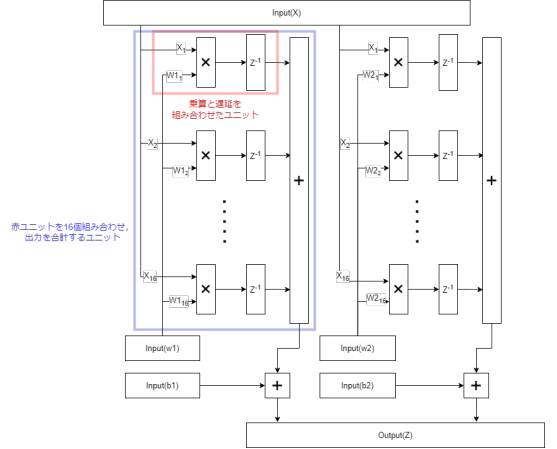 Input(X)
X1
W11
×
Z-1
X1
W21
×
Z-1
乗算と遅延を
組み合わせたユニット
X2
W12
×
Z-1
X2
W22
×
Z-1
+
+
赤ユニットを16個組み合わせ,
出力を合計するユニット
X16
W116
×
Z-1
X16
W216
×
Z-1
Input(w1)
Input(w2)
Input(b1)
+
Input(b2)
+
Output(Z)